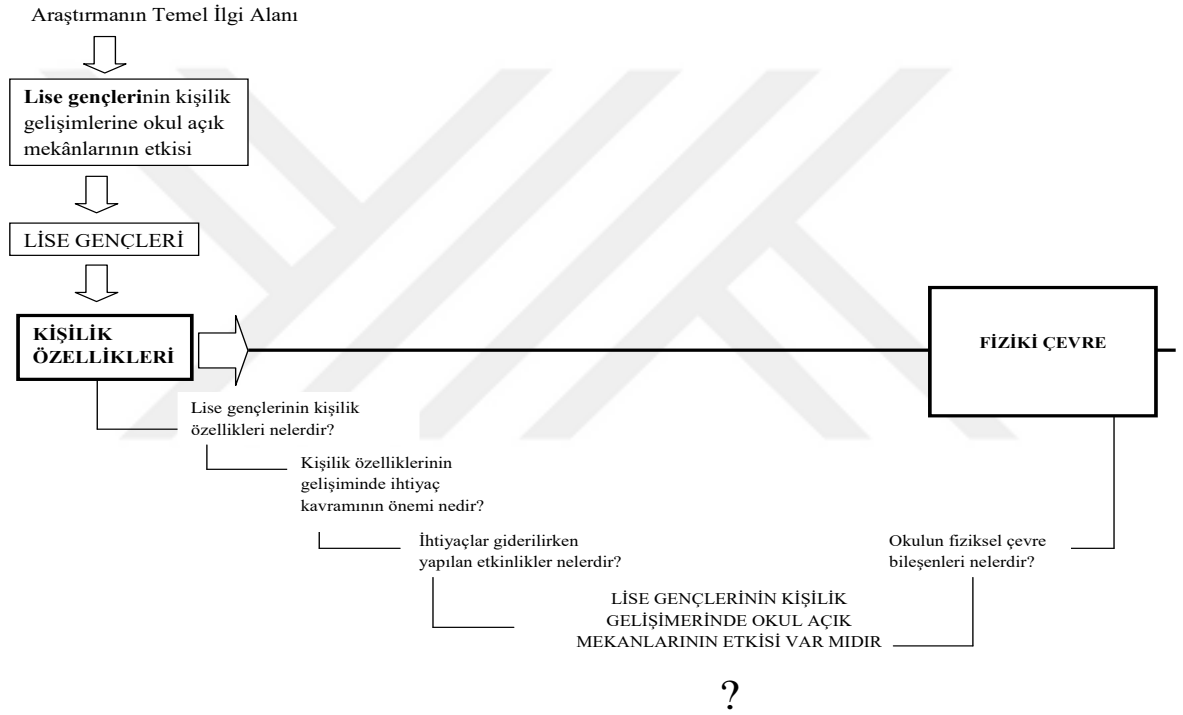 Araştırmanın Temel İlgi Alanı
Lise gençlerinin kişilik
gelişimlerine okul açık
mekânlarının etkisi
LİSE GENÇLERİ
KİŞİLİK
ÖZELLİKLERİ
FİZİKİ ÇEVRE
Lise gençlerinin kişilik
özellikleri nelerdir?
Kişilik özelliklerinin
gelişiminde ihtiyaç
kavramının önemi nedir?
İhtiyaçlar giderilirken
yapılan etkinlikler nelerdir?
Okulun fiziksel çevre
bileşenleri nelerdir?
LİSE GENÇLERİNİN KİŞİLİK
GELİŞİMERİNDE OKUL AÇIK
MEKANLARININ ETKİSİ VAR MIDIR
?